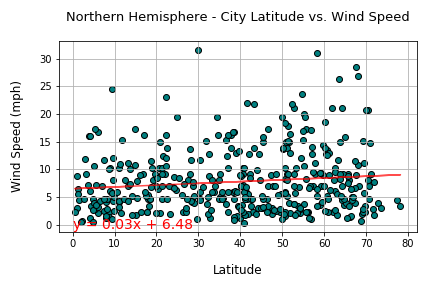 Northern Hemisphere - City Latitude vs. Wind Speed
Wind Speed (mph)
30
25
20
15
10
5
0
y = 0.03x + 6.48
0 10 20 30 40 50 60 70 80
Latitude